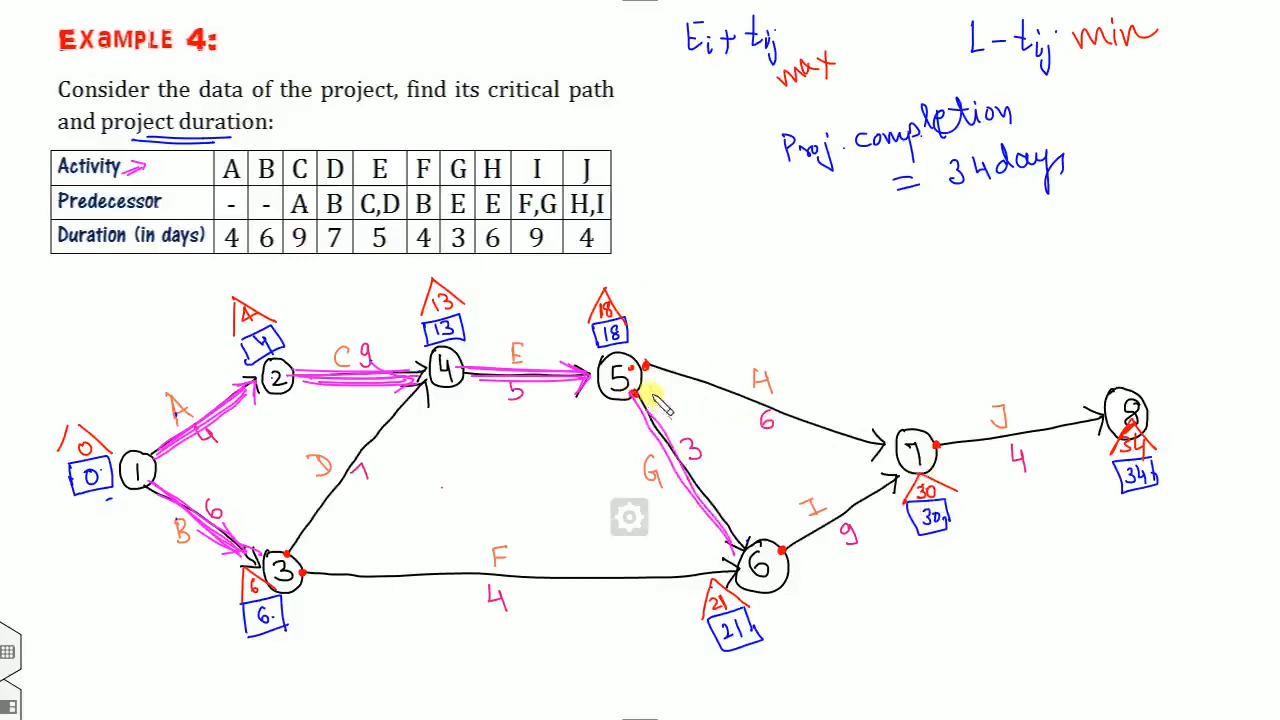 EXAMPLE 4:
Consider the data of the project, find its critical path
and project duration:
Activity A B C D E F G H I J
Predecessor - - A B C,D B E E F,G H,I
Duration (in days) 4 6 9 7 5 4 3 6 9 4
Ei + tij
max
L - tij min
Proj. completion
= 34 days
4
4
13
13
18
18
A
4
2
C 9
4
E
5
5
H
6
J
4
8
34
34
0
0
1
B
6
D
7
G
3
I
9
7
30
30
3
6
6
F
4
6
21
21